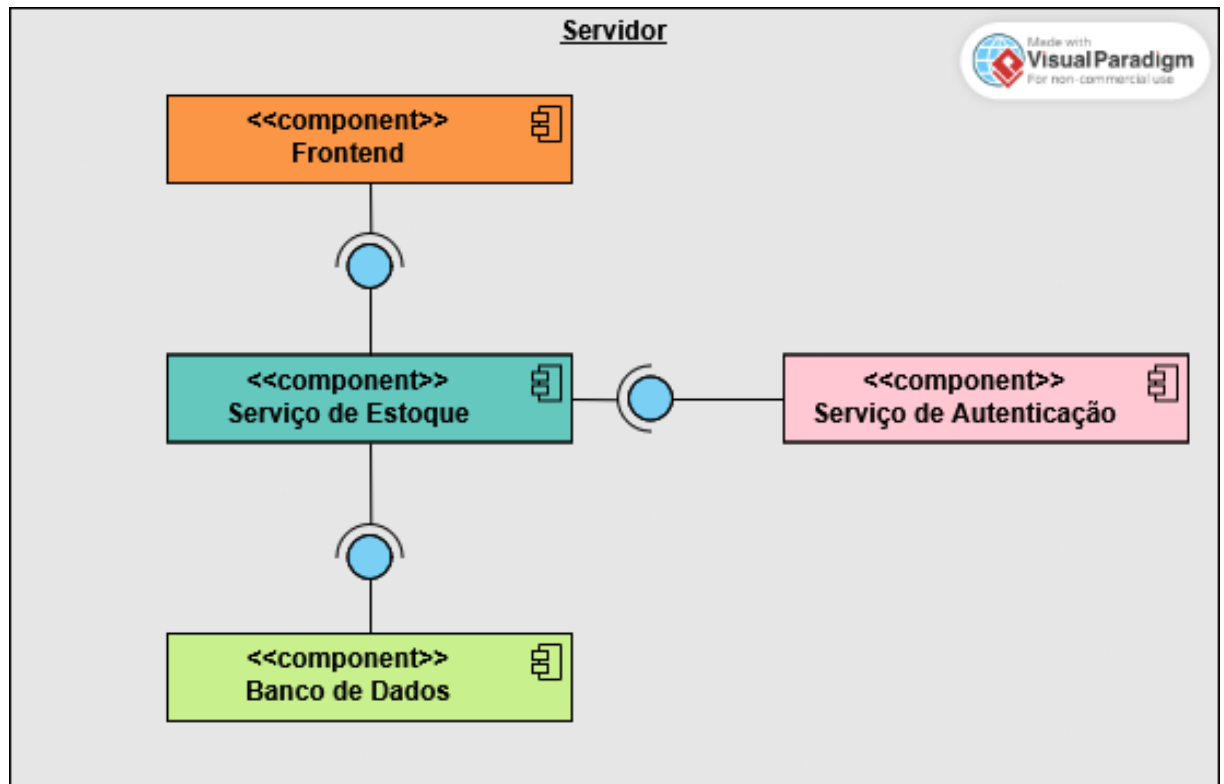 Servidor
Made with
Visual Paradigm
For non-commercial use
<<component>>
Frontend
<<component>>
Serviço de Estoque
<<component>>
Serviço de Autenticação
<<component>>
Banco de Dados